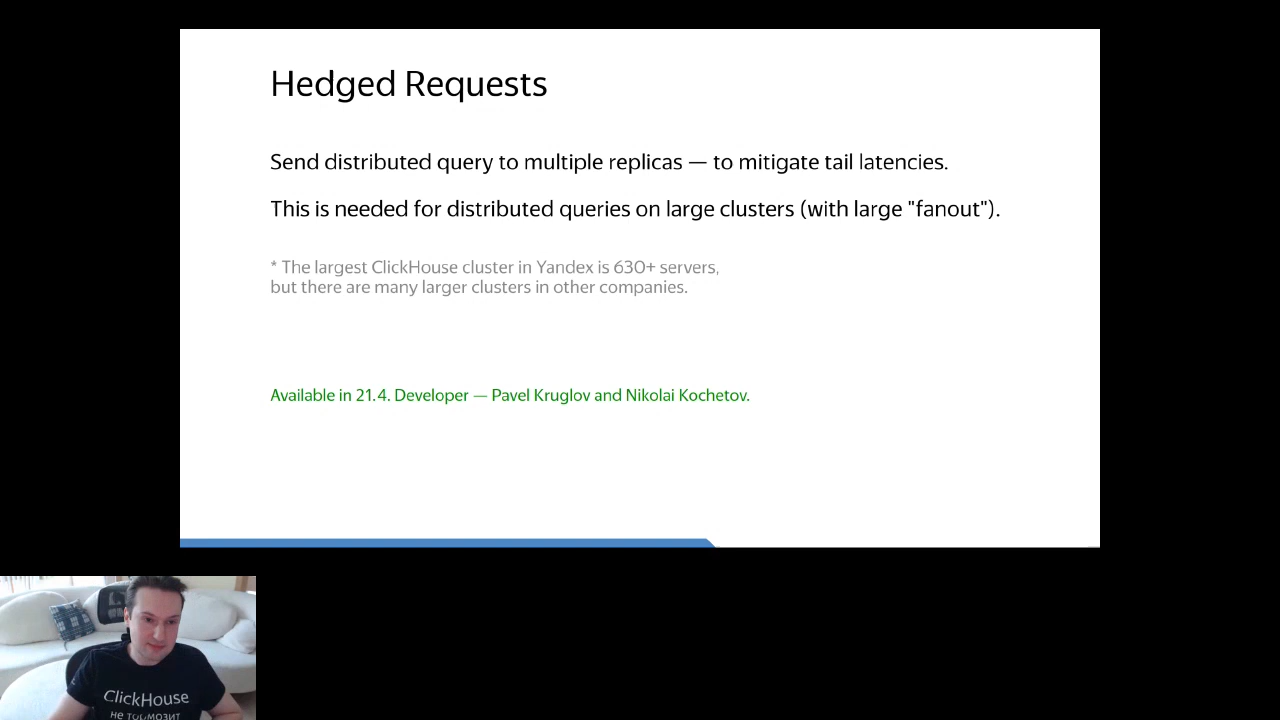 Hedged Requests
Send distributed query to multiple replicas — to mitigate tail latencies.
This is needed for distributed queries on large clusters (with large "fanout").
* The largest ClickHouse cluster in Yandex is 630+ servers,
but there are many larger clusters in other companies.
Available in 21.4. Developer — Pavel Kruglov and Nikolai Kochetov.
ClickHouse
не тормозит